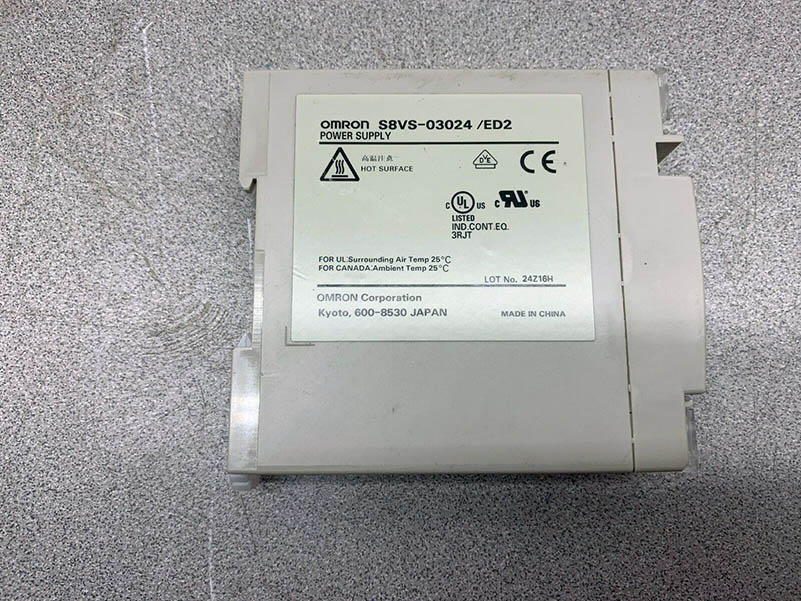 OMRON S8VS-03024 /ED2
POWER SUPPLY
高温注意
HOT SURFACE
VDE
CE
C UL US
LISTED
IND.CONT.EQ.
3RJT
c RU US
FOR UL:Surrounding Air Temp 25°C
FOR CANADA:Ambient Temp 25°C
LOT No. 24Z16H
OMRON Corporation
Kyoto, 600-8530 JAPAN
MADE IN CHINA